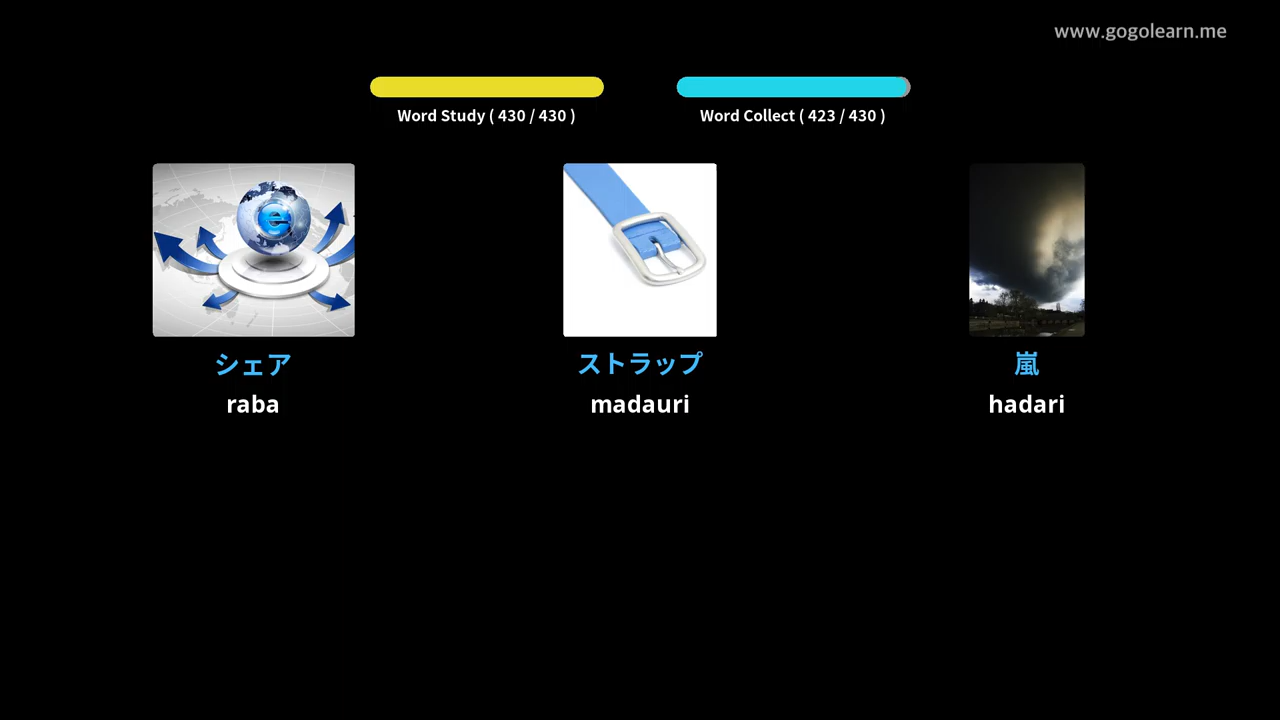 www.gogolearn.me
Word Study ( 430 / 430 )
Word Collect ( 423 / 430 )
e
シェア
raba
ストラップ
madauri
嵐
hadari